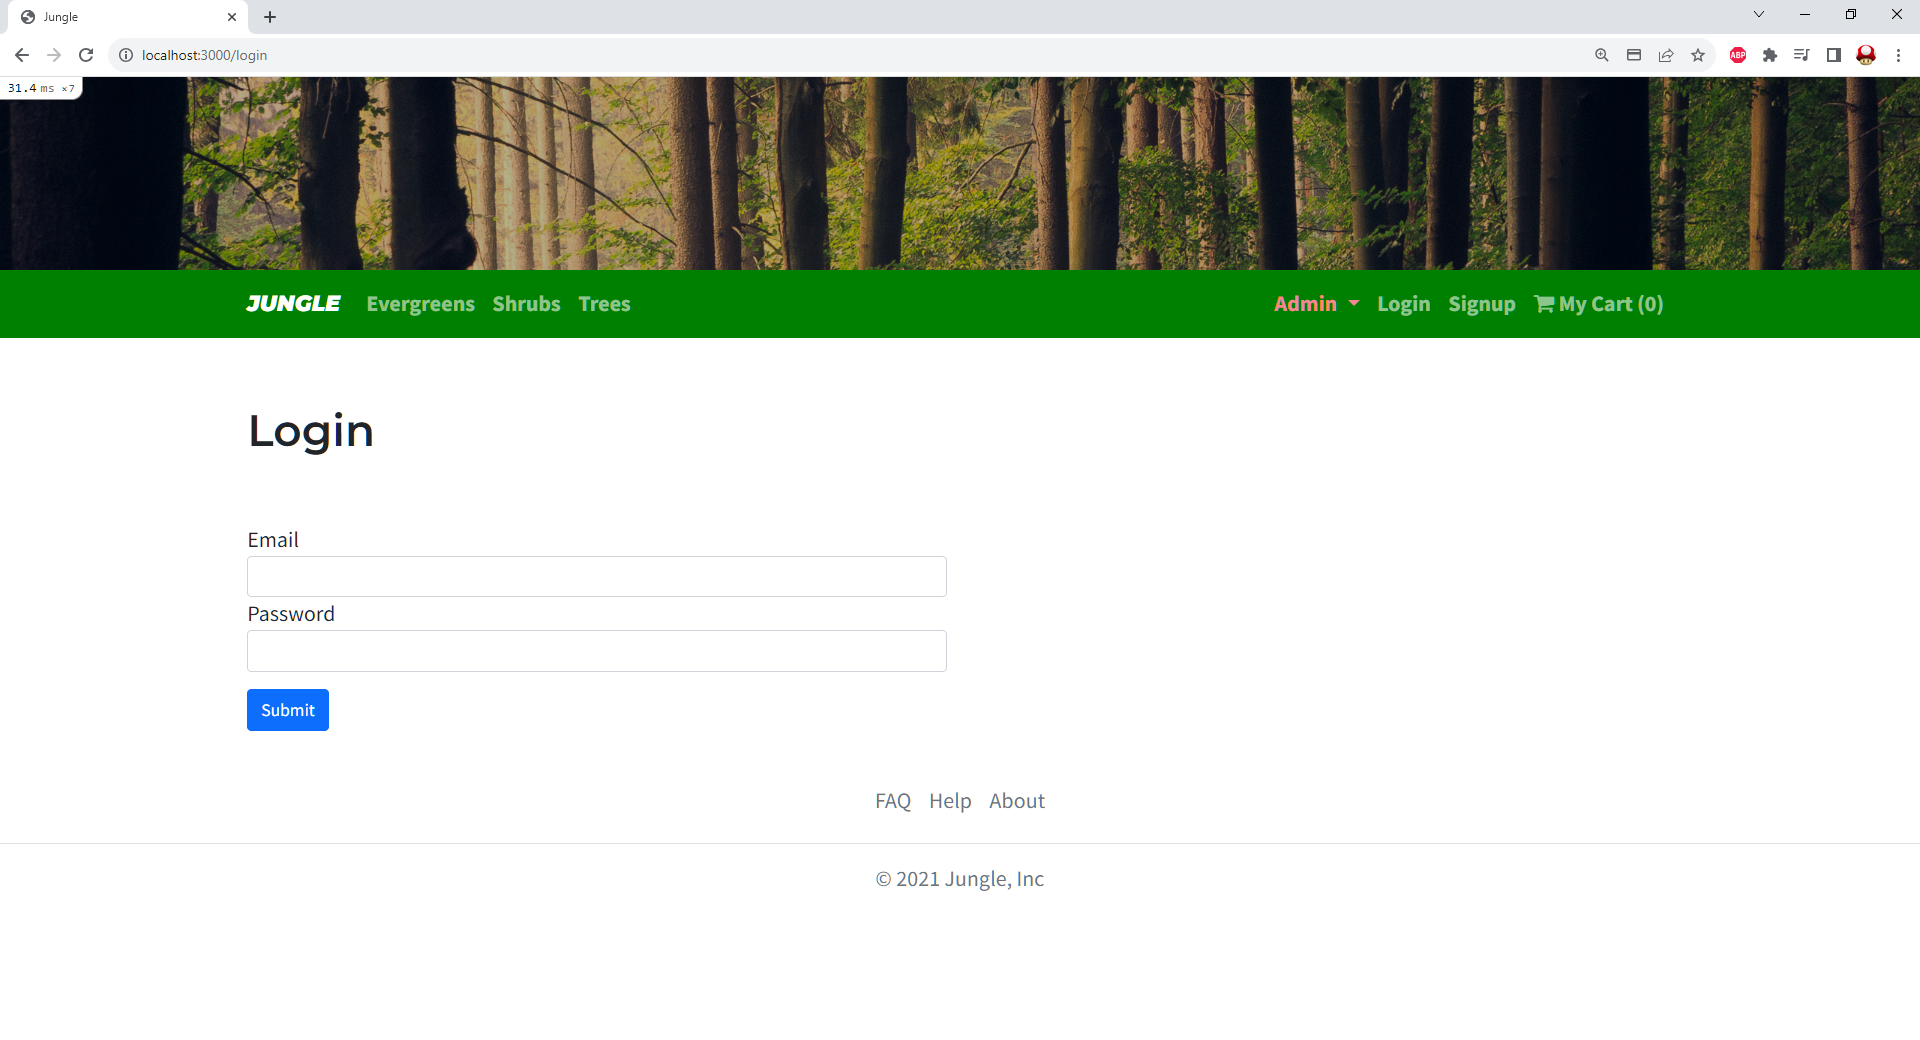 Jungle
localhost:3000/login
ABP
31.4 ms ×7
JUNGLE Evergreens Shrubs Trees Admin Login Signup My Cart (0)
Login
Email
Password
Submit
FAQ Help About
© 2021 Jungle, Inc